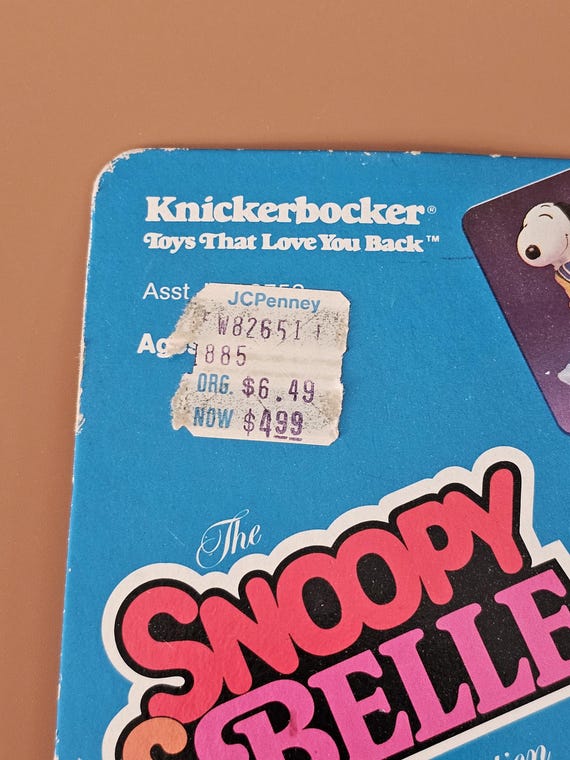 Knickerbocker®
Toys That Love You Back™
Asst.
JCPenney
W82651
885
Ages
ORG. $6.49
NOW $4.99
The
SNOOPY
BELLE